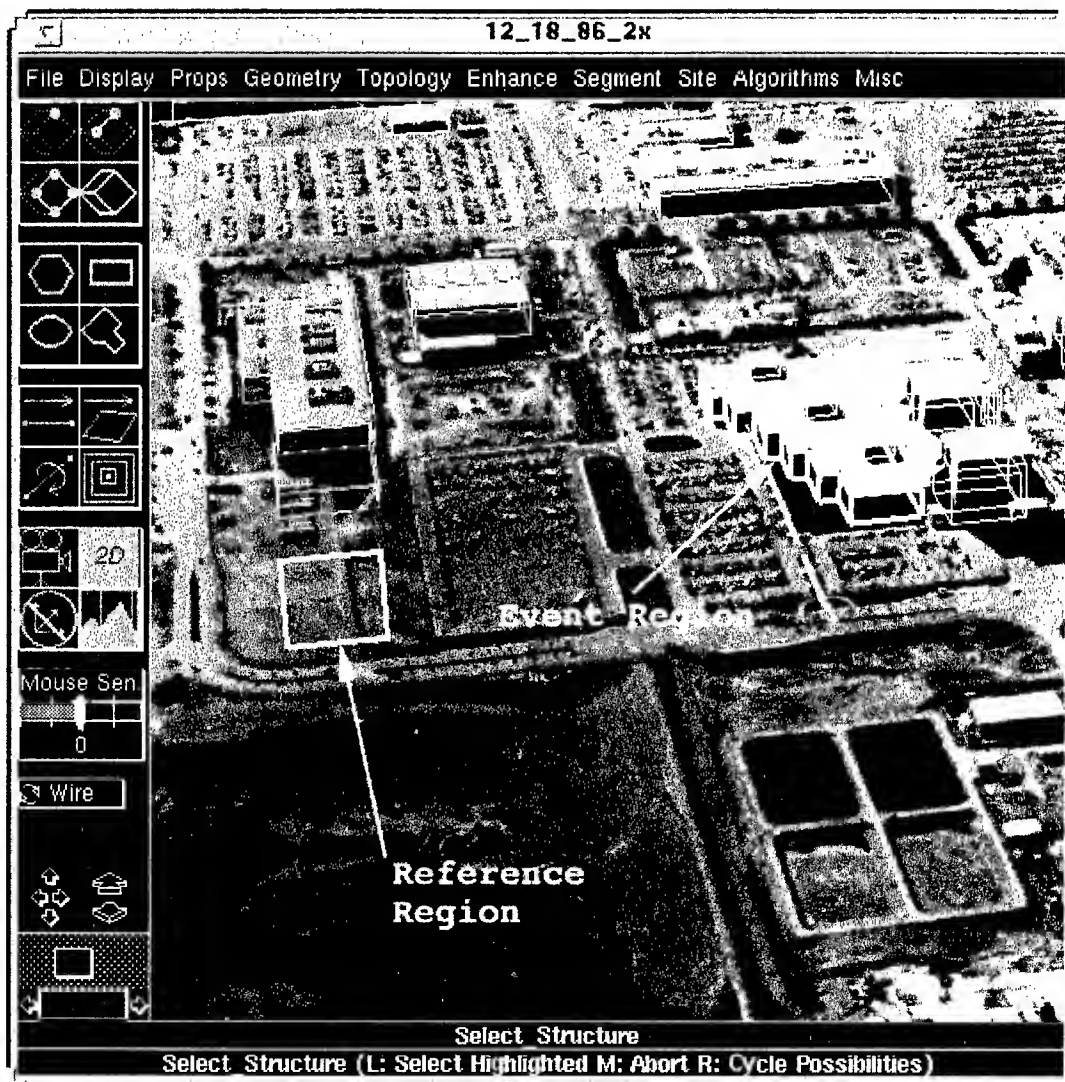 12_18_86_2x
File Display Props Geometry Topology Enhance Segment Site Algorithms Misc
2D
Event Region
Mouse Sen
0
Wire
Reference
Region
Select Structure
Select Structure (L: Select Highlighted M: Abort R: Cycle Possibilities)